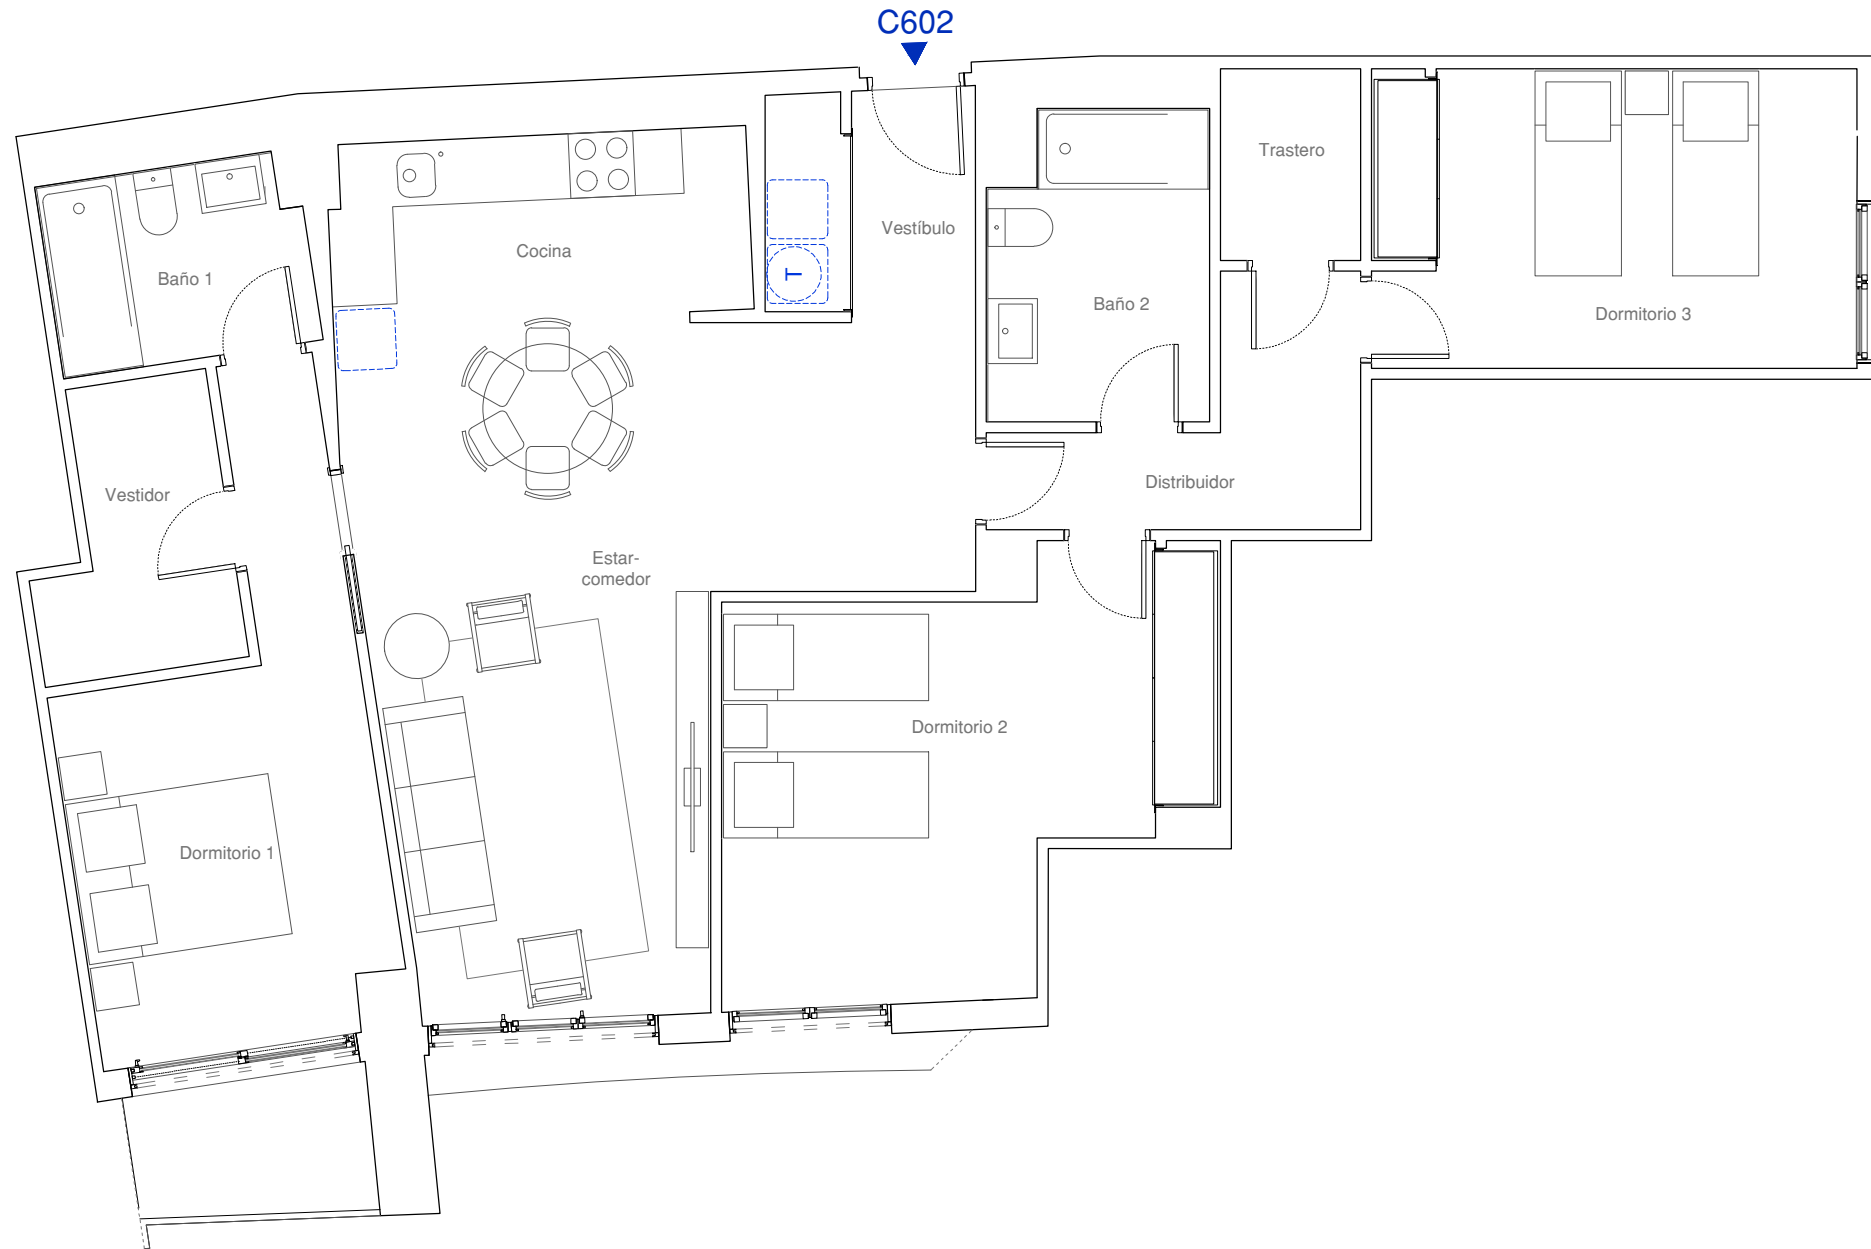 C602
Trastero
Vestíbulo
Cocina
Baño 1
T
Baño 2
Dormitorio 3
Vestidor
Distribuidor
Estar-
comedor
Dormitorio 2
Dormitorio 1